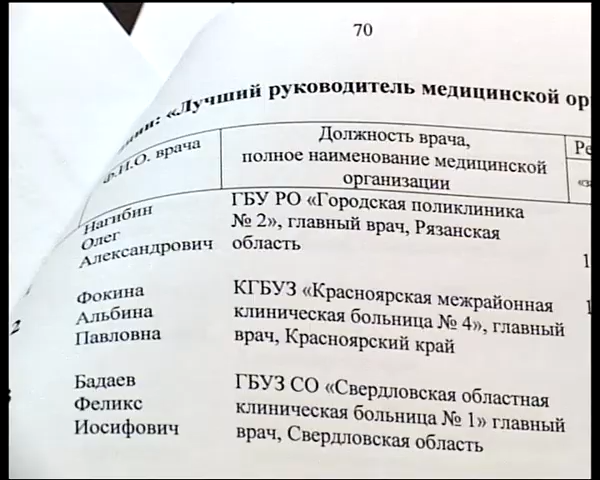 70
«Лучший руководитель медицинской
Ф.И.О. врача
Должность врача,
полное наименование медицинской
организации
Нагибин
Олег
Александрович
ГБУ РО «Городская поликлиника
№ 2», главный врач, Рязанская
область
2
Фокина
Альбина
Павловна
КГБУЗ «Красноярская межрайонная
клиническая больница № 4», главный
врач, Красноярский край
Бадаев
Феликс
Иосифович
ГБУЗ СО «Свердловская областная
клиническая больница № 1» главный
врач, Свердловская область